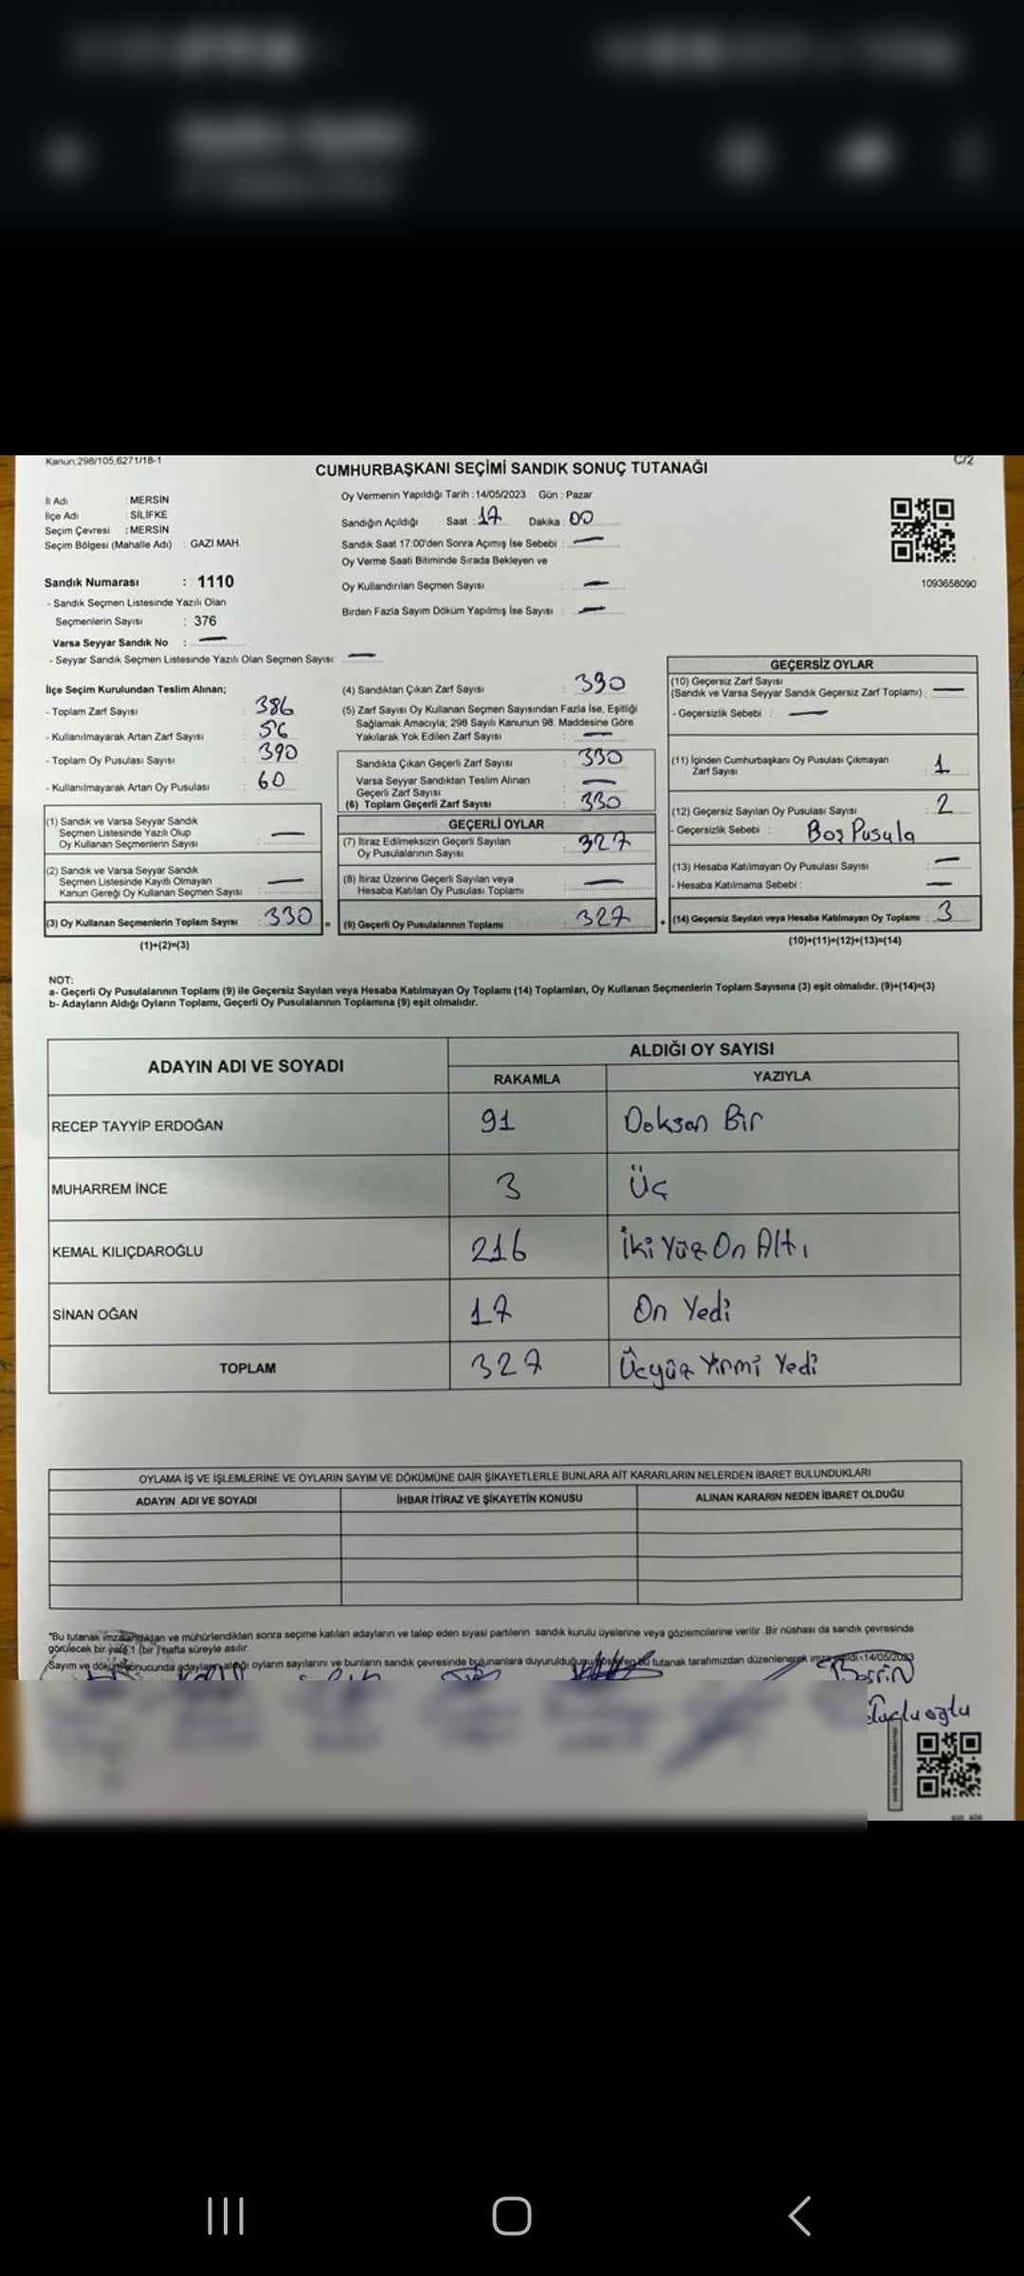 Kanun:298/105,6271/18-1
C/2
CUMHURBAŞKANI SEÇİMİ SANDIK SONUÇ TUTANAĞI
İl Adı : MERSİN
İlçe Adı : SİLİFKE
Seçim Çevresi : MERSİN
Seçim Bölgesi (Mahalle Adı) : GAZİ MAH.
Oy Vermenin Yapıldığı Tarih : 14/05/2023 Gün : Pazar
Sandığın Açıldığı Saat : 17 Dakika : 00
Sandık Saat 17:00'den Sonra Açımış İse Sebebi : —
Oy Verme Saati Bitiminde Sırada Bekleyen ve
Oy Kullandırılan Seçmen Sayısı : —
Birden Fazla Sayım Döküm Yapılmış İse Sayısı : —
1093658090
Sandık Numarası : 1110
- Sandık Seçmen Listesinde Yazılı Olan
Seçmenlerin Sayısı : 376
Varsa Seyyar Sandık No : —
- Seyyar Sandık Seçmen Listesinde Yazılı Olan Seçmen Sayısı: —
İlçe Seçim Kurulundan Teslim Alınan;
- Toplam Zarf Sayısı : 386
- Kullanılmayarak Artan Zarf Sayısı : 56
- Toplam Oy Pusulası Sayısı : 390
- Kullanılmayarak Artan Oy Pusulası : 60
(1) Sandık ve Varsa Seyyar Sandık
Seçmen Listesinde Yazılı Olup
Oy Kullanan Seçmenlerin Sayısı : —
(2) Sandık ve Varsa Seyyar Sandık
Seçmen Listesinde Kayıtlı Olmayan
Kanun Gereği Oy Kullanan Seçmen Sayısı : —
(3) Oy Kullanan Seçmenlerin Toplam Sayısı : 330
(1)+(2)=(3)
(4) Sandıktan Çıkan Zarf Sayısı : 330
(5) Zarf Sayısı Oy Kullanan Seçmen Sayısından Fazla İse, Eşitliği
Sağlamak Amacıyla; 298 Sayılı Kanunun 98. Maddesine Göre
Yakılarak Yok Edilen Zarf Sayısı : —
Sandıkta Çıkan Geçerli Zarf Sayısı : 330
Varsa Seyyar Sandıktan Teslim Alınan
Geçerli Zarf Sayısı : —
(6) Toplam Geçerli Zarf Sayısı : 330
GEÇERLİ OYLAR
(7) İtiraz Edilmeksizin Geçerli Sayılan
Oy Pusulalarının Sayısı : 327
(8) İtiraz Üzerine Geçerli Sayılan veya
Hesaba Katılan Oy Pusulası Toplamı : —
= (9) Geçerli Oy Pusulalarının Toplamı : 327
GEÇERSİZ OYLAR
(10) Geçersiz Zarf Sayısı
(Sandık ve Varsa Seyyar Sandık Geçersiz Zarf Toplamı) : —
- Geçersizlik Sebebi : —
(11) İçinden Cumhurbaşkanı Oy Pusulası Çıkmayan
Zarf Sayısı : 1
(12) Geçersiz Sayılan Oy Pusulası Sayısı : 2
- Geçersizlik Sebebi : Boş Pusula
(13) Hesaba Katılmayan Oy Pusulası Sayısı : —
- Hesaba Katılmama Sebebi : —
+ (14) Geçersiz Sayılan veya Hesaba Katılmayan Oy Toplamı : 3
(10)+(11)+(12)+(13)=(14)
NOT:
a- Geçerli Oy Pusulalarının Toplamı (9) ile Geçersiz Sayılan veya Hesaba Katılmayan Oy Toplamı (14) Toplamları, Oy Kullanan Seçmenlerin Toplam Sayısına (3) eşit olmalıdır. (9)+(14)=(3)
b- Adayların Aldığı Oyların Toplamı, Geçerli Oy Pusulalarının Toplamına (9) eşit olmalıdır.
ADAYIN ADI VE SOYADI ALDIĞI OY SAYISI
RAKAMLA YAZIYLA
RECEP TAYYİP ERDOĞAN 91 Doksan Bir
MUHARREM İNCE 3 Üç
KEMAL KILIÇDAROĞLU 216 İki Yüz On Altı
SİNAN OĞAN 17 On Yedi
TOPLAM 327 Üçyüz Yirmi Yedi
OYLAMA İŞ VE İŞLEMLERİNE VE OYLARIN SAYIM VE DÖKÜMÜNE DAİR ŞİKAYETLERLE BUNLARA AİT KARARLARIN NELERDEN İBARET BULUNDUKLARI
ADAYIN ADI VE SOYADI İHBAR İTİRAZ VE ŞİKAYETİN KONUSU ALINAN KARARIN NEDEN İBARET OLDUĞU
"Bu tutanak imzalandıktan ve mühürlendikten sonra seçime katılan adayların ve talep eden siyasi partilerin sandık kurulu üyelerine veya gözlemcilerine verilir. Bir nüshası da sandık çevresinde
görülecek bir yere 1 (bir) hafta süreyle asılır.
Sayım ve döküm sonucunda adayların aldığı oyların sayılarını ve bunların sandık çevresinde bulunanlara duyurulduğunu gösteren bu tutanak tarafımızdan düzenlenerek imza edildi.14/05/2023